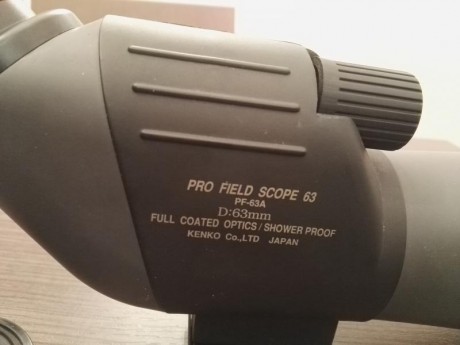 PRO FIELD SCOPE 63
PF-63A
D:63mm
FULL COATED OPTICS / SHOWER PROOF
KENKO Co.,LTD JAPAN